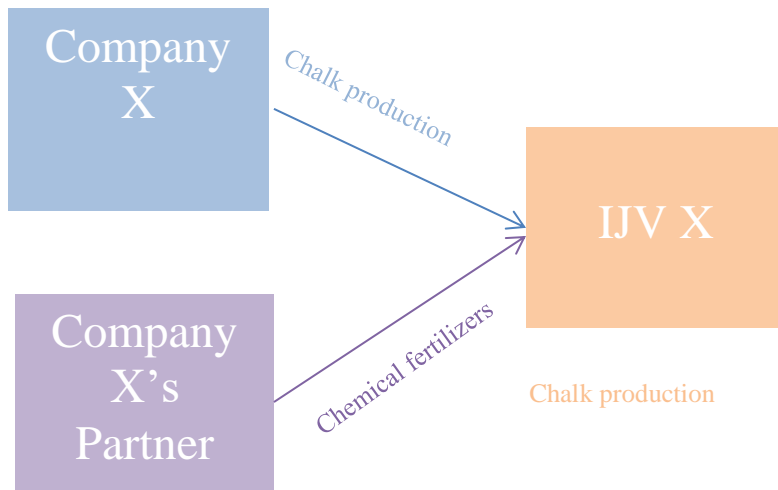 Company
X
Chalk production
IJV X
Company
X’s
Partner
Chemical fertilizers
Chalk production